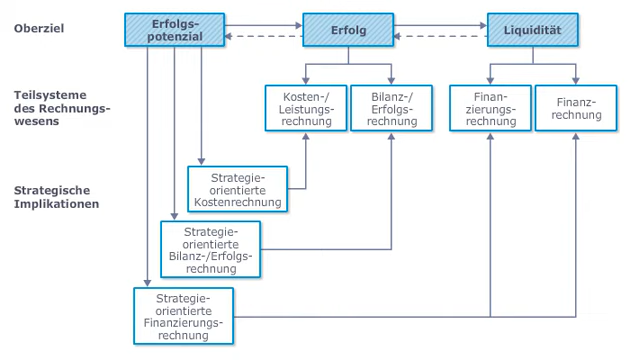 Oberziel
Erfolgs-
potenzial
Erfolg
Liquidität
Teilsysteme
des Rechnungs-
wesens
Kosten-/
Leistungs-
rechnung
Bilanz-/
Erfolgs-
rechnung
Finan-
zierungs-
rechnung
Finanz-
rechnung
Strategische
Implikationen
Strategie-
orientierte
Kostenrechnung
Strategie-
orientierte
Bilanz-/Erfolgs-
rechnung
Strategie-
orientierte
Finanzierungs-
rechnung